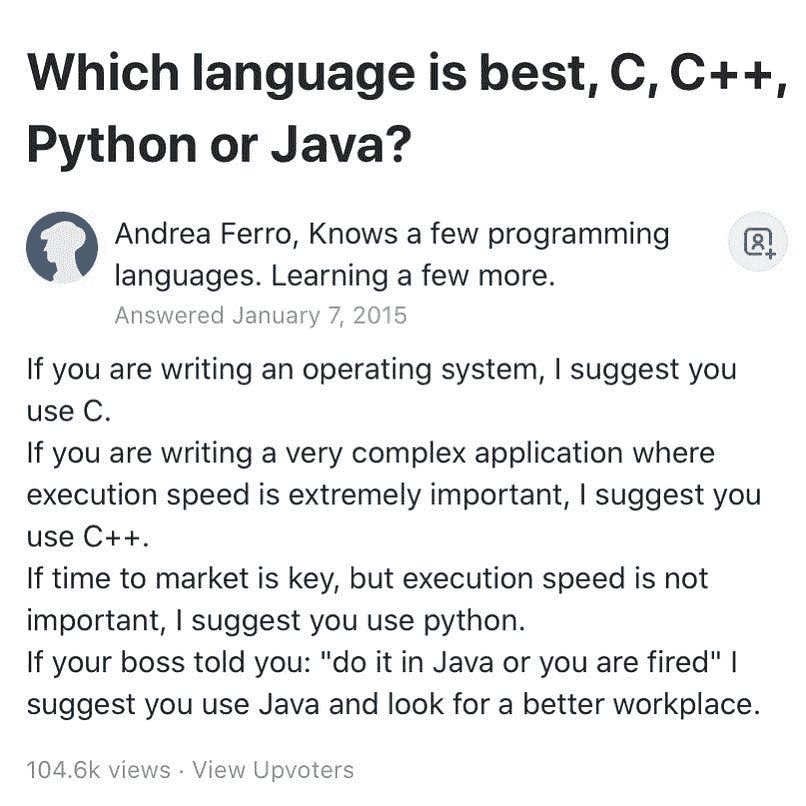 Which language is best, C, C++,
Python or Java?
Andrea Ferro, Knows a few programming
languages. Learning a few more.
Answered January 7, 2015
If you are writing an operating system, I suggest you
use C.
If you are writing a very complex application where
execution speed is extremely important, I suggest you
use C++.
If time to market is key, but execution speed is not
important, I suggest you use python.
If your boss told you: "do it in Java or you are fired" I
suggest you use Java and look for a better workplace.
104.6k views · View Upvoters